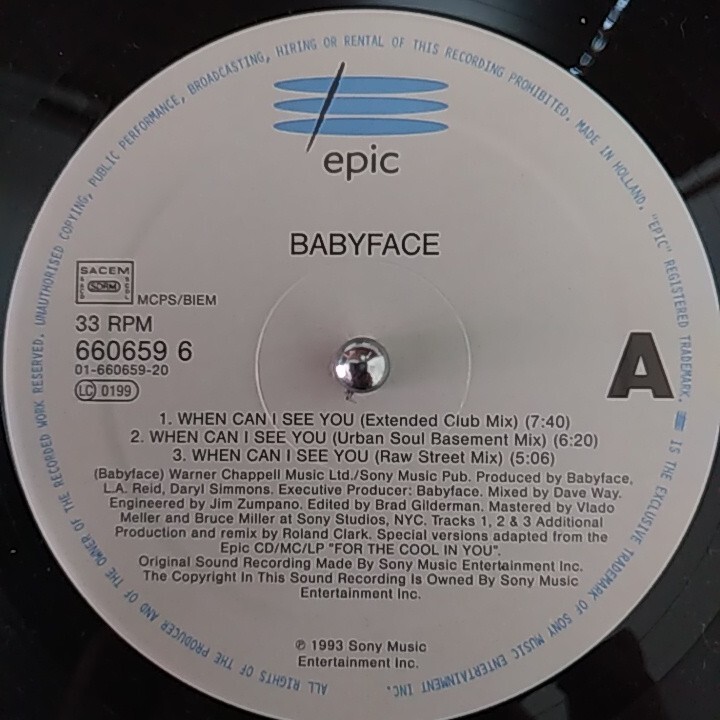 epic
BABYFACE
SACEM
SACD SDRM SGDL
MCPS/BIEM
33 RPM
660659 6
01-660659-20
LC 0199
A
1. WHEN CAN I SEE YOU (Extended Club Mix) (7:40)
2. WHEN CAN I SEE YOU (Urban Soul Basement Mix) (6:20)
3. WHEN CAN I SEE YOU (Raw Street Mix) (5:06)
(Babyface) Warner Chappell Music Ltd./Sony Music Pub. Produced by Babyface,
L.A. Reid, Daryl Simmons. Executive Producer: Babyface. Mixed by Dave Way.
Engineered by Jim Zumpano. Edited by Brad Gilderman. Mastered by Vlado
Meller and Bruce Miller at Sony Studios, NYC. Tracks 1, 2 & 3 Additional
Production and remix by Roland Clark. Special versions adapted from the
Epic CD/MC/LP "FOR THE COOL IN YOU".
Original Sound Recording Made By Sony Music Entertainment Inc.
The Copyright In This Sound Recording Is Owned By Sony Music
Entertainment Inc.
℗ 1993 Sony Music
Entertainment Inc.
ALL RIGHTS OF THE PRODUCER AND OF THE OWNER OF THE RECORDED WORK RESERVED. UNAUTHORISED COPYING, PUBLIC PERFORMANCE, BROADCASTING, HIRING OR RENTAL OF THIS RECORDING PROHIBITED. MADE IN HOLLAND. "EPIC" REGISTERED TRADEMARK. IS THE EXCLUSIVE TRADEMARK OF SONY MUSIC ENTERTAINMENT INC.